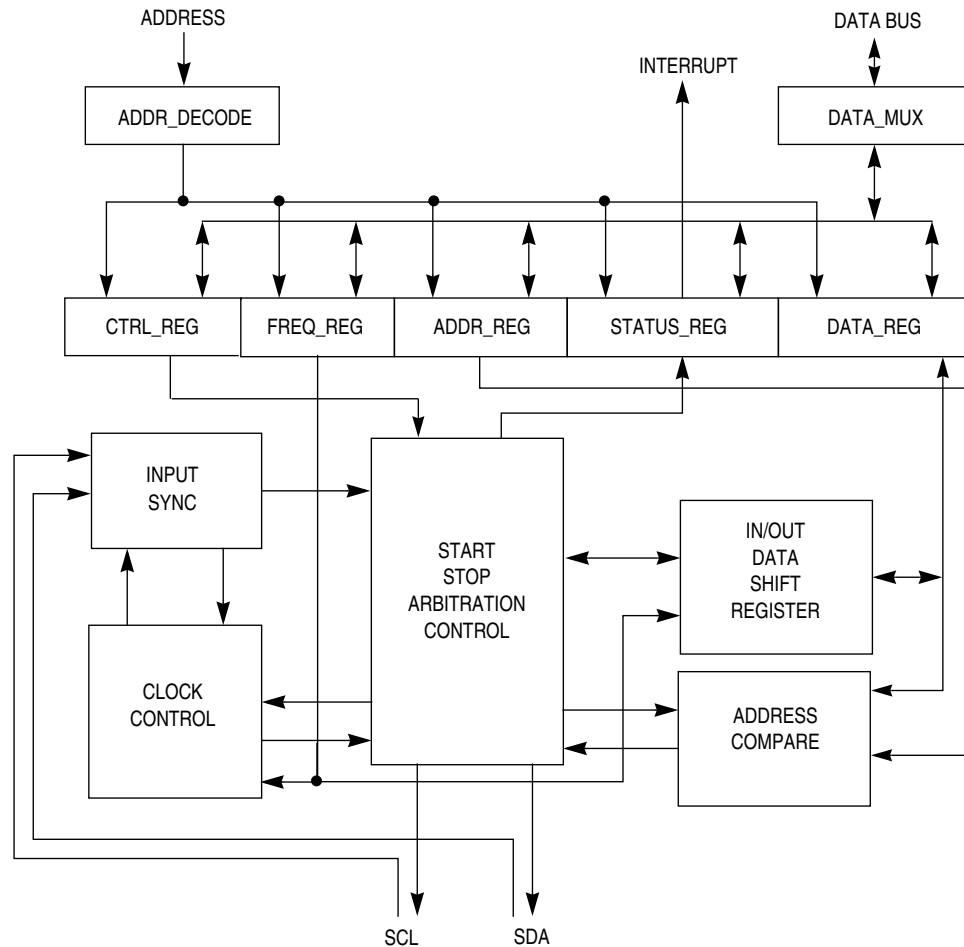 ADDRESS
DATA BUS
INTERRUPT
ADDR_DECODE
DATA_MUX
CTRL_REG
FREQ_REG
ADDR_REG
STATUS_REG
DATA_REG
INPUT
SYNC
START
STOP
ARBITRATION
CONTROL
IN/OUT
DATA
SHIFT
REGISTER
CLOCK
CONTROL
ADDRESS
COMPARE
SCL
SDA